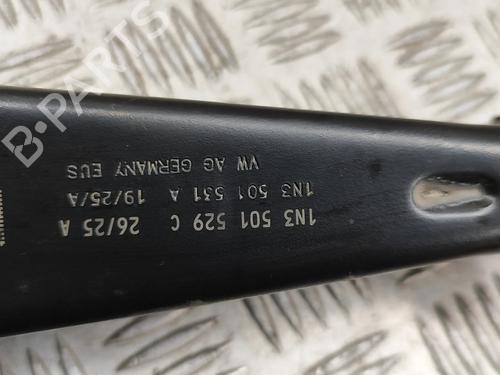 1N3 501 529 C 26/25 A
1N3 501 531 A 19/25/A
VW AG GERMANY EUS
B-PARTS